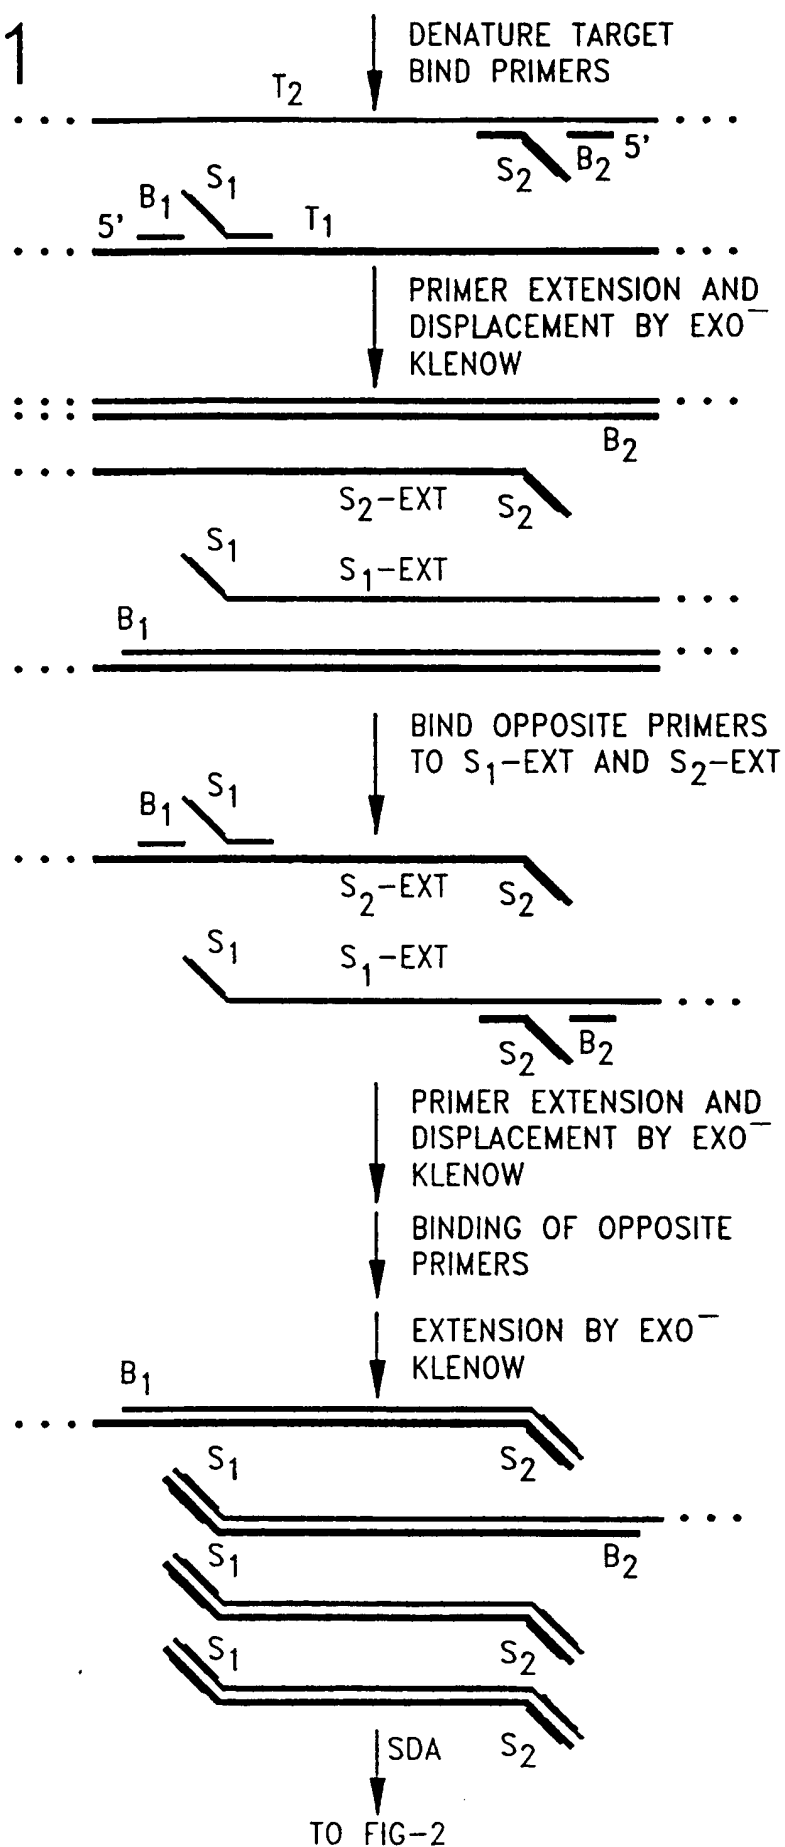 1
DENATURE TARGET
BIND PRIMERS
T2
S2 B2 5'
5' B1 S1 T1
PRIMER EXTENSION AND
DISPLACEMENT BY EXO–
KLENOW
B2
S2-EXT S2
S1 S1-EXT
B1
BIND OPPOSITE PRIMERS
TO S1-EXT AND S2-EXT
B1 S1
S2-EXT S2
S1 S1-EXT
S2 B2
PRIMER EXTENSION AND
DISPLACEMENT BY EXO–
KLENOW
BINDING OF OPPOSITE
PRIMERS
EXTENSION BY EXO–
KLENOW
B1
S1 S2
S1 B2
S1 S2
S2
SDA
TO FIG-2